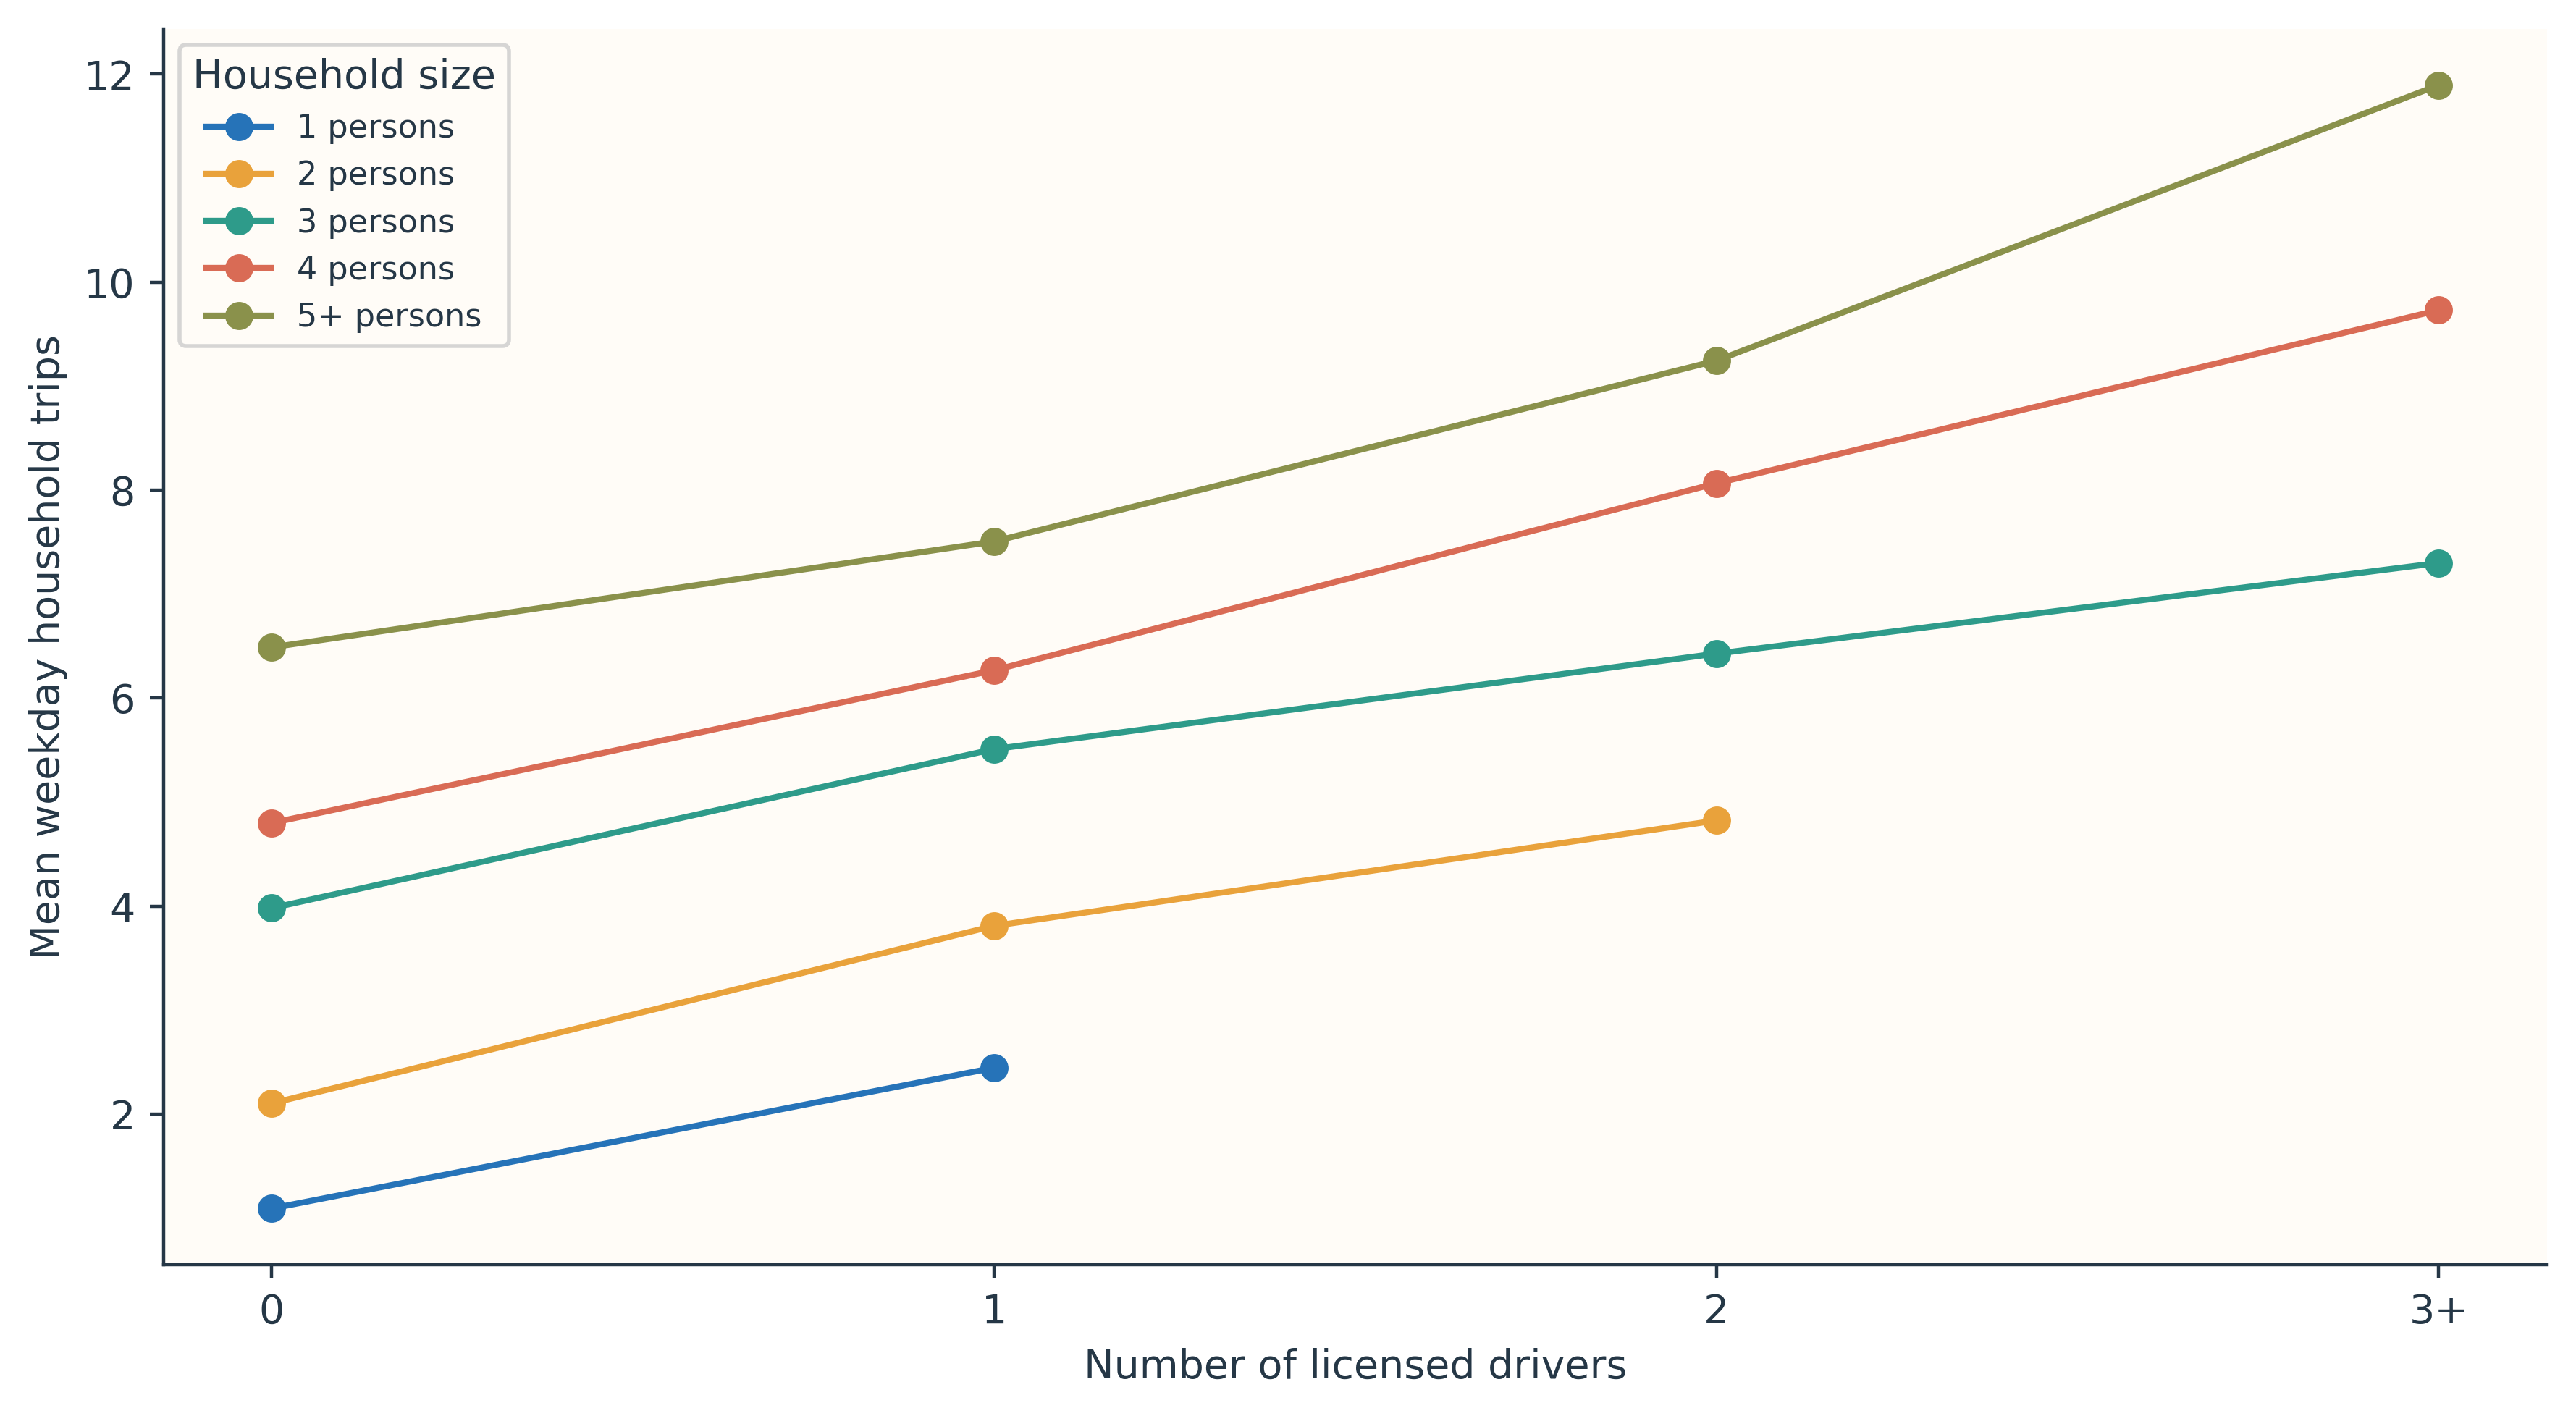 Household size
1 persons
2 persons
3 persons
4 persons
5+ persons
Mean weekday household trips
12
10
8
6
4
2
0
1
2
3+
Number of licensed drivers